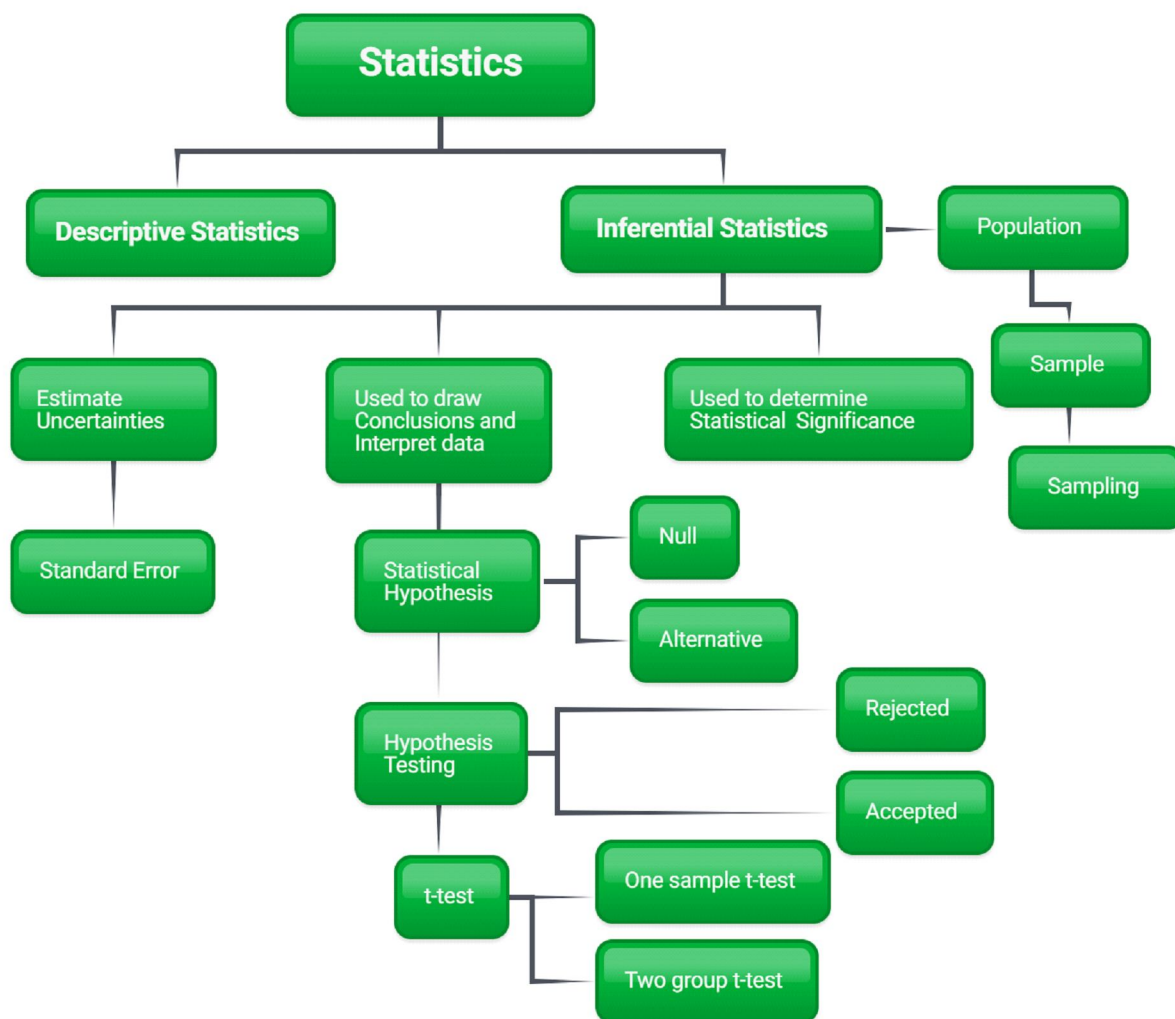 Statistics
Descriptive Statistics
Inferential Statistics
Population
Sample
Sampling
Estimate
Uncertainties
Used to draw
Conclusions and
Interpret data
Used to determine
Statistical Significance
Standard Error
Statistical
Hypothesis
Null
Alternative
Hypothesis
Testing
Rejected
Accepted
t-test
One sample t-test
Two group t-test